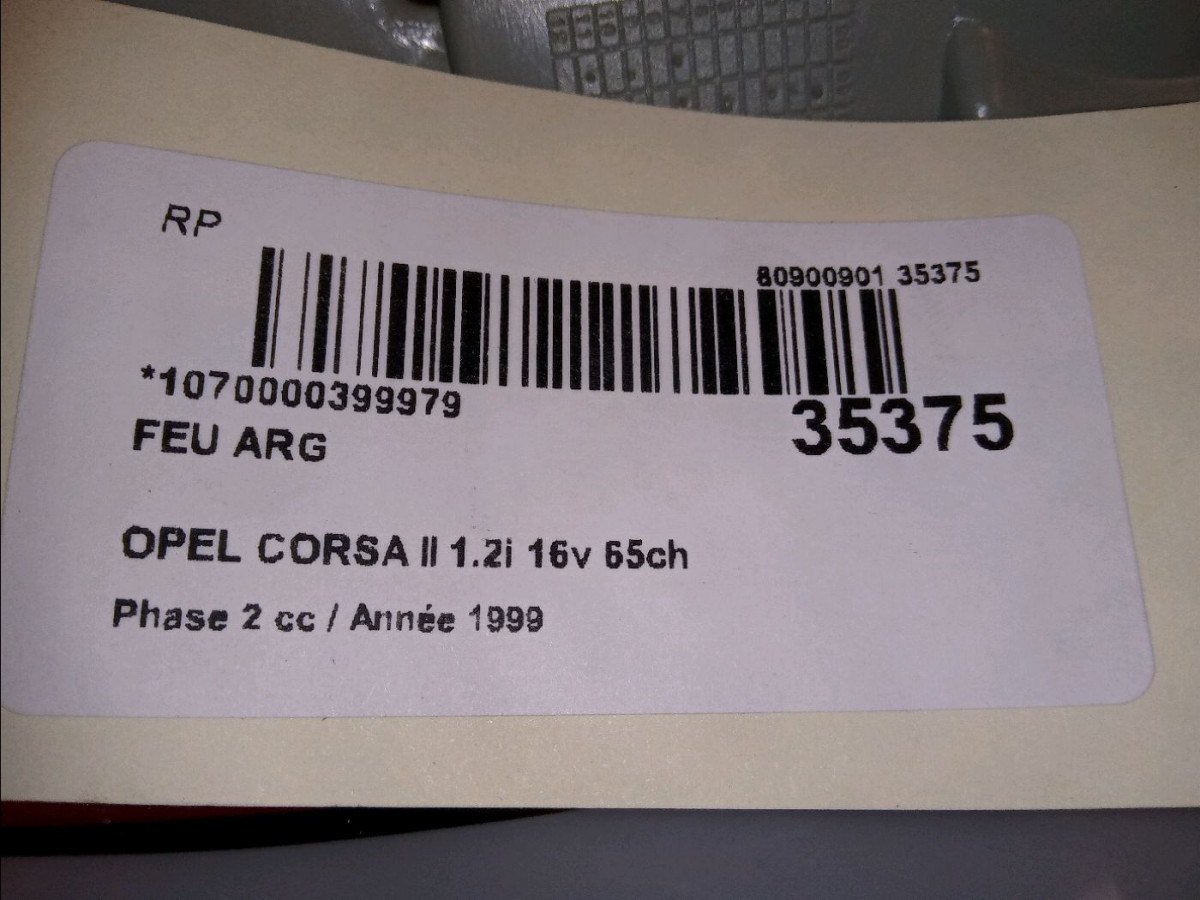 RP
80900901 35375
*1070000399979
35375
FEU ARG
OPEL CORSA II 1.2i 16v 65ch
Phase 2 cc / Année 1999